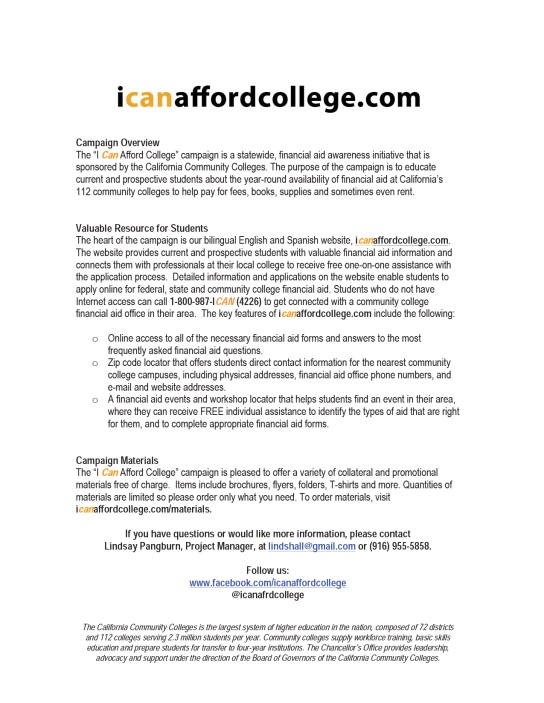 icanaffordcollege.com
Campaign Overview
The "I Can Afford College" campaign is a statewide, financial aid awareness initiative that is
sponsored by the California Community Colleges. The purpose of the campaign is to educate
current and prospective students about the year-round availability of financial aid at California's
112 community colleges to help pay for fees, books, supplies and sometimes even rent.
Valuable Resource for Students
The heart of the campaign is our bilingual English and Spanish website, icanaffordcollege.com.
The website provides current and prospective students with valuable financial aid information and
connects them with professionals at their local college to receive free one-on-one assistance with
the application process. Detailed information and applications on the website enable students to
apply online for federal, state and community college financial aid. Students who do not have
Internet access can call 1-800-987-ICAN (4226) to get connected with a community college
financial aid office in their area. The key features of icanaffordcollege.com include the following:
o Online access to all of the necessary financial aid forms and answers to the most
frequently asked financial aid questions.
o Zip code locator that offers students direct contact information for the nearest community
college campuses, including physical addresses, financial aid office phone numbers, and
e-mail and website addresses.
o A financial aid events and workshop locator that helps students find an event in their area,
where they can receive FREE individual assistance to identify the types of aid that are right
for them, and to complete appropriate financial aid forms.
Campaign Materials
The "I Can Afford College" campaign is pleased to offer a variety of collateral and promotional
materials free of charge. Items include brochures, flyers, folders, T-shirts and more. Quantities of
materials are limited so please order only what you need. To order materials, visit
icanaffordcollege.com/materials.
If you have questions or would like more information, please contact
Lindsay Pangburn, Project Manager, at lindshall@gmail.com or (916) 955-5858.
Follow us:
www.facebook.com/icanaffordcollege
@icanafrdcollege
The California Community Colleges is the largest system of higher education in the nation, composed of 72 districts
and 112 colleges serving 2.3 million students per year. Community colleges supply workforce training, basic skills
education and prepare students for transfer to four-year institutions. The Chancellor's Office provides leadership,
advocacy and support under the direction of the Board of Governors of the California Community Colleges.